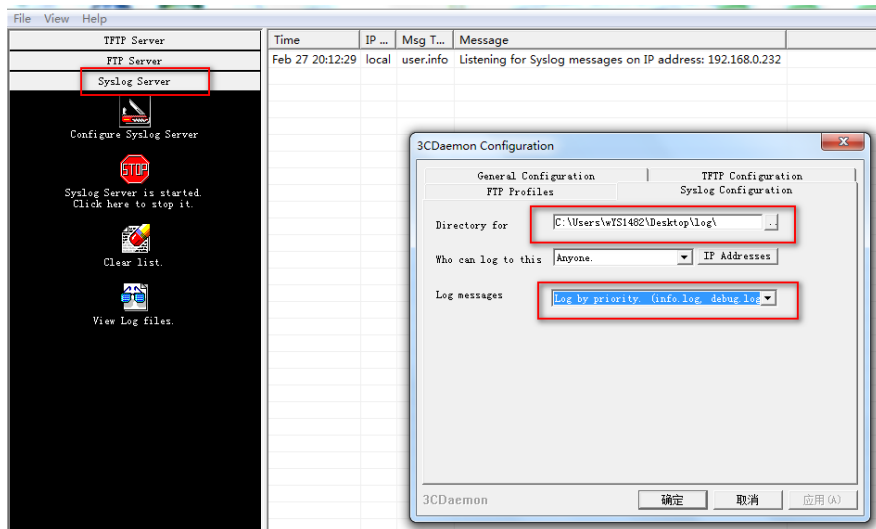 File View Help
TFTP Server
FTP Server
Syslog Server
Configure Syslog Server
STOP
Syslog Server is started.
Click here to stop it.
Clear list.
View Log files.
Time IP ... Msg T... Message
Feb 27 20:12:29 local user.info Listening for Syslog messages on IP address: 192.168.0.232
3CDaemon Configuration
General Configuration TFTP Configuration
FTP Profiles Syslog Configuration
Directory for C:\Users\wYS1482\Desktop\log\ ..
Who can log to this Anyone. IP Addresses
Log messages Log by priority. (info.log, debug.log
3CDaemon 确定 取消 应用(A)